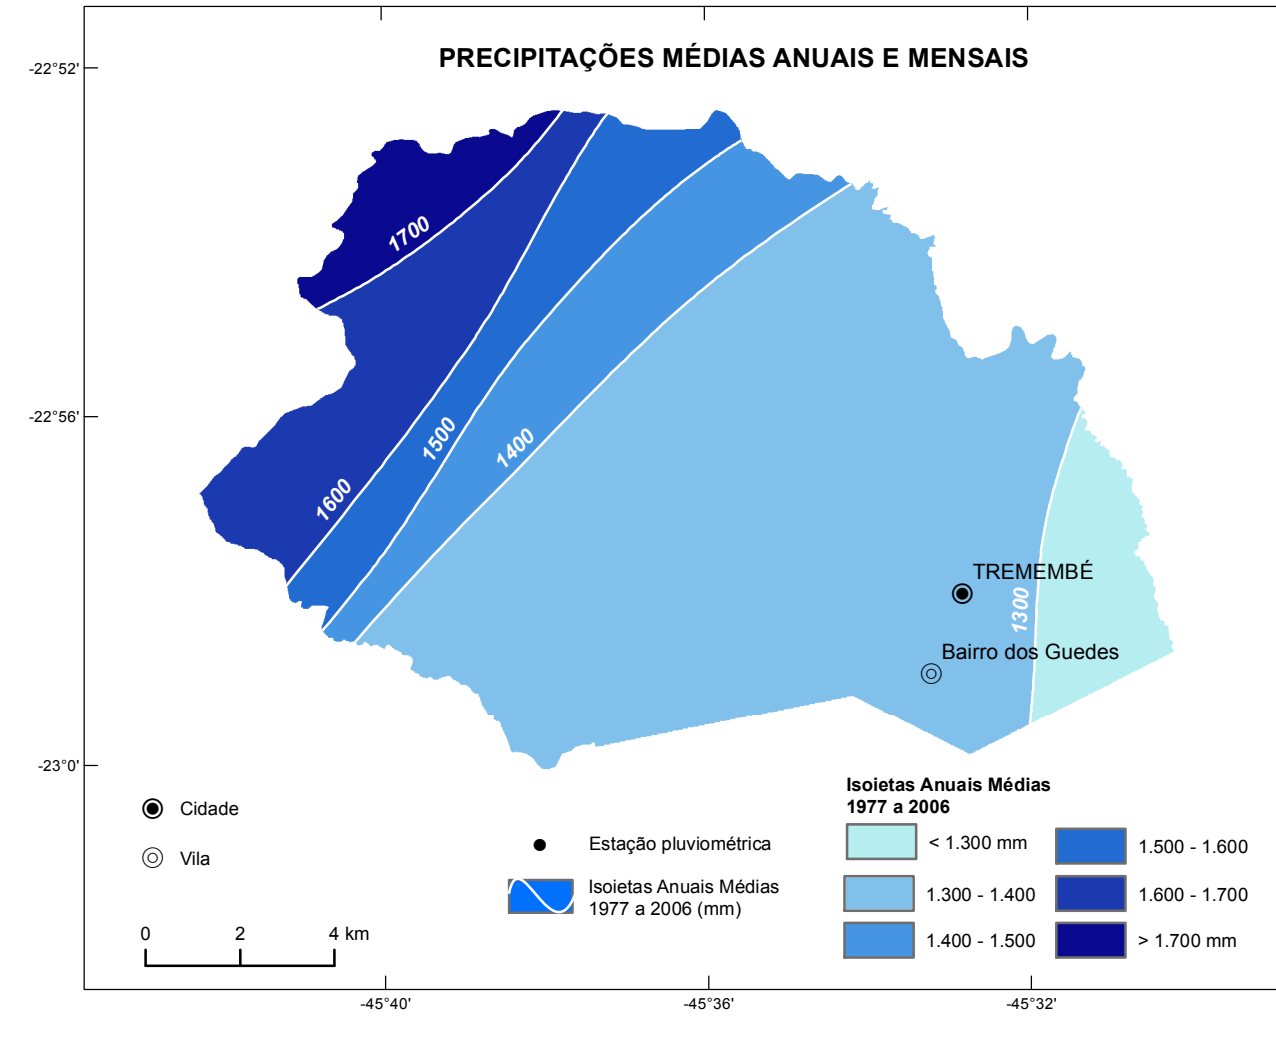 PRECIPITAÇÕES MÉDIAS ANUAIS E MENSAIS
-22°52'
1700
-22°56'
1500
1400
1600
TREMEMBÉ
1300
Bairro dos Guedes
-23°0'
Isoietas Anuais Médias
1977 a 2006
Cidade
Vila
Estação pluviométrica
Isoietas Anuais Médias
1977 a 2006 (mm)
< 1.300 mm
1.300 - 1.400
1.400 - 1.500
1.500 - 1.600
1.600 - 1.700
> 1.700 mm
0 2 4 km
-45°40' -45°36' -45°32'